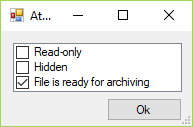 At...
Read-only
Hidden
File is ready for archiving
Ok